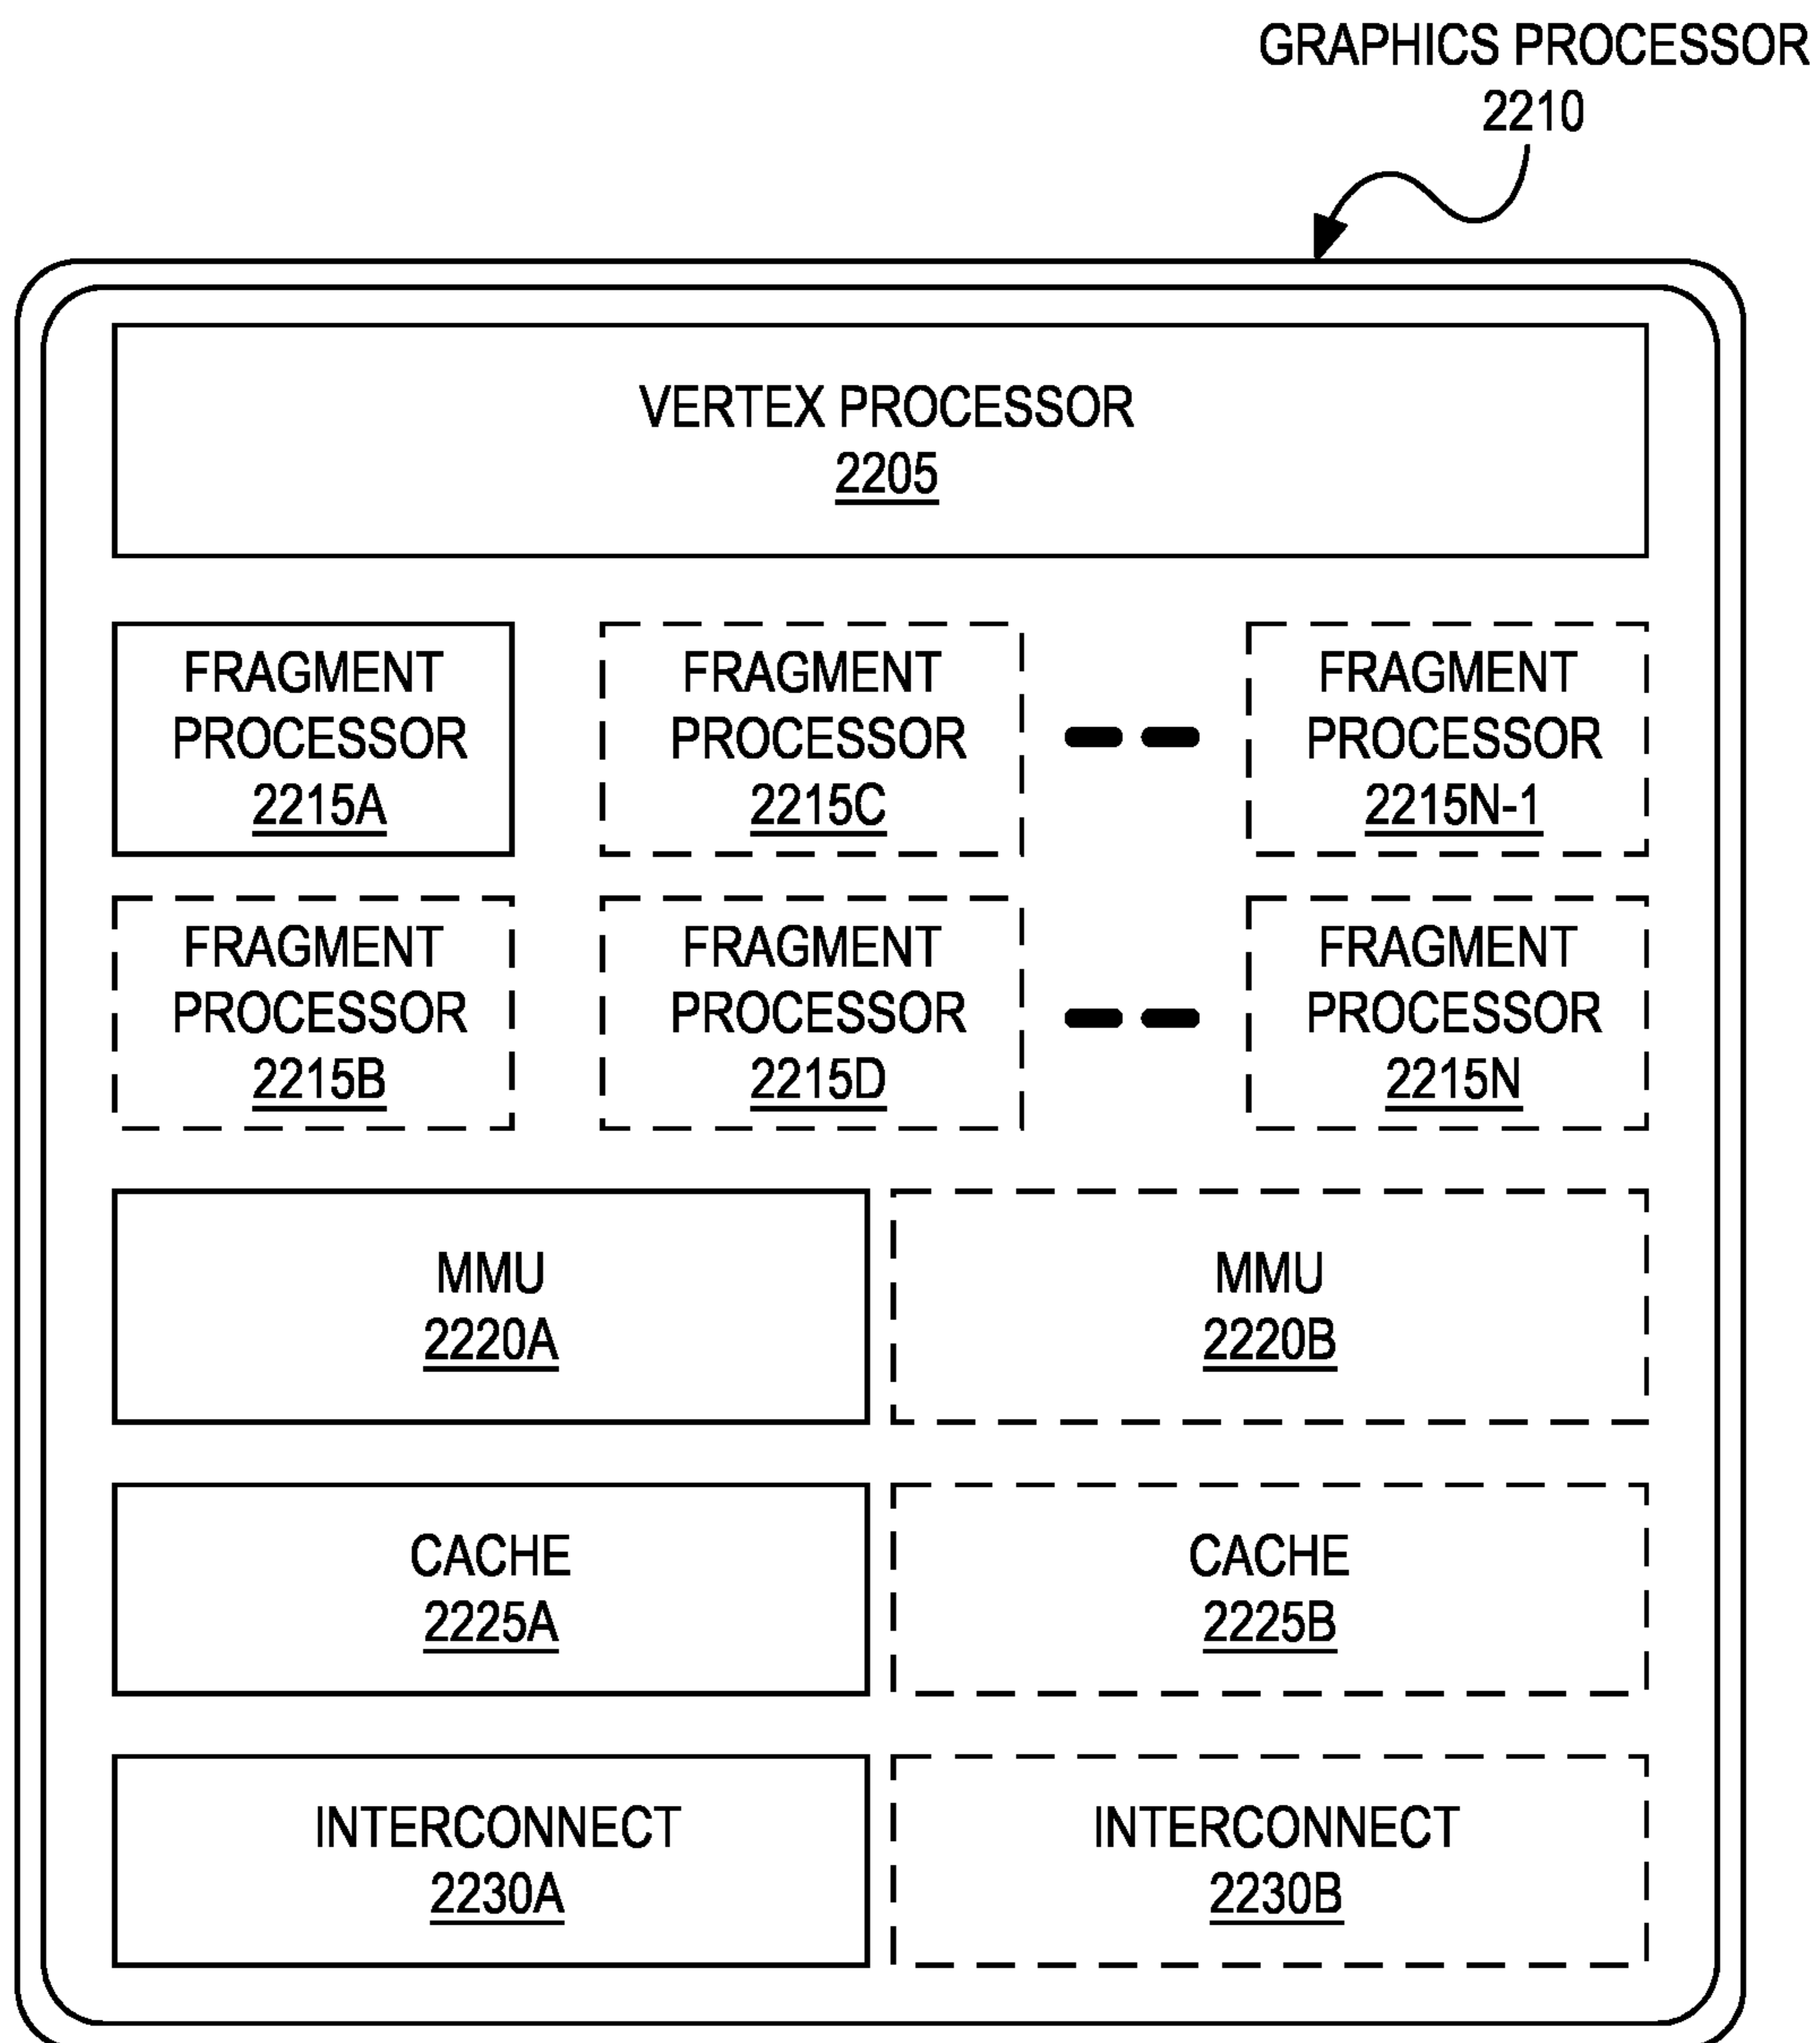 GRAPHICS PROCESSOR
2210
VERTEX PROCESSOR
2205
FRAGMENT
PROCESSOR
2215A
FRAGMENT
PROCESSOR
2215C
FRAGMENT
PROCESSOR
2215N-1
FRAGMENT
PROCESSOR
2215B
FRAGMENT
PROCESSOR
2215D
FRAGMENT
PROCESSOR
2215N
MMU
2220A
MMU
2220B
CACHE
2225A
CACHE
2225B
INTERCONNECT
2230A
INTERCONNECT
2230B